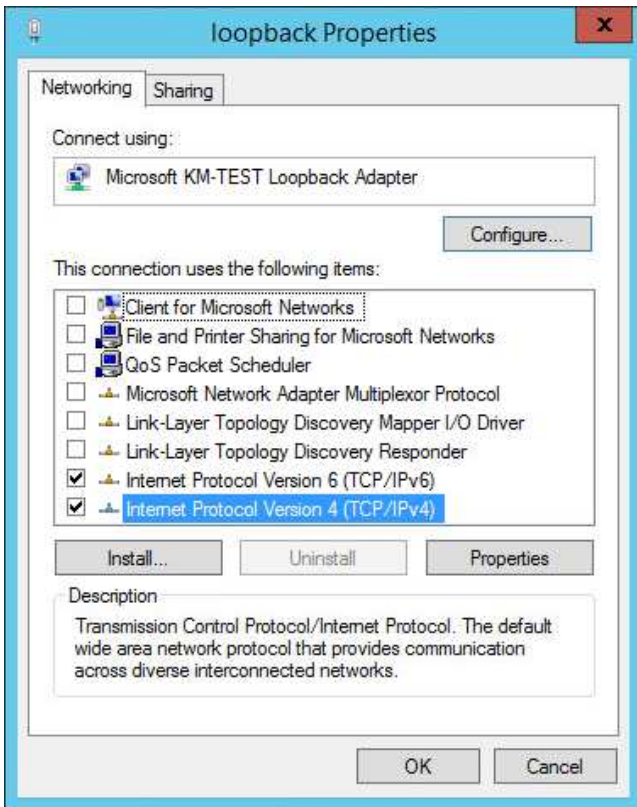 loopback Properties
x
Networking
Sharing
Connect using:
Microsoft KM-TEST Loopback Adapter
Configure...
This connection uses the following items:
Client for Microsoft Networks
File and Printer Sharing for Microsoft Networks
QoS Packet Scheduler
Microsoft Network Adapter Multiplexor Protocol
Link-Layer Topology Discovery Mapper I/O Driver
Link-Layer Topology Discovery Responder
Internet Protocol Version 6 (TCP/IPv6)
Internet Protocol Version 4 (TCP/IPv4)
Install...
Uninstall
Properties
Description
Transmission Control Protocol/Internet Protocol. The default
wide area network protocol that provides communication
across diverse interconnected networks.
OK
Cancel